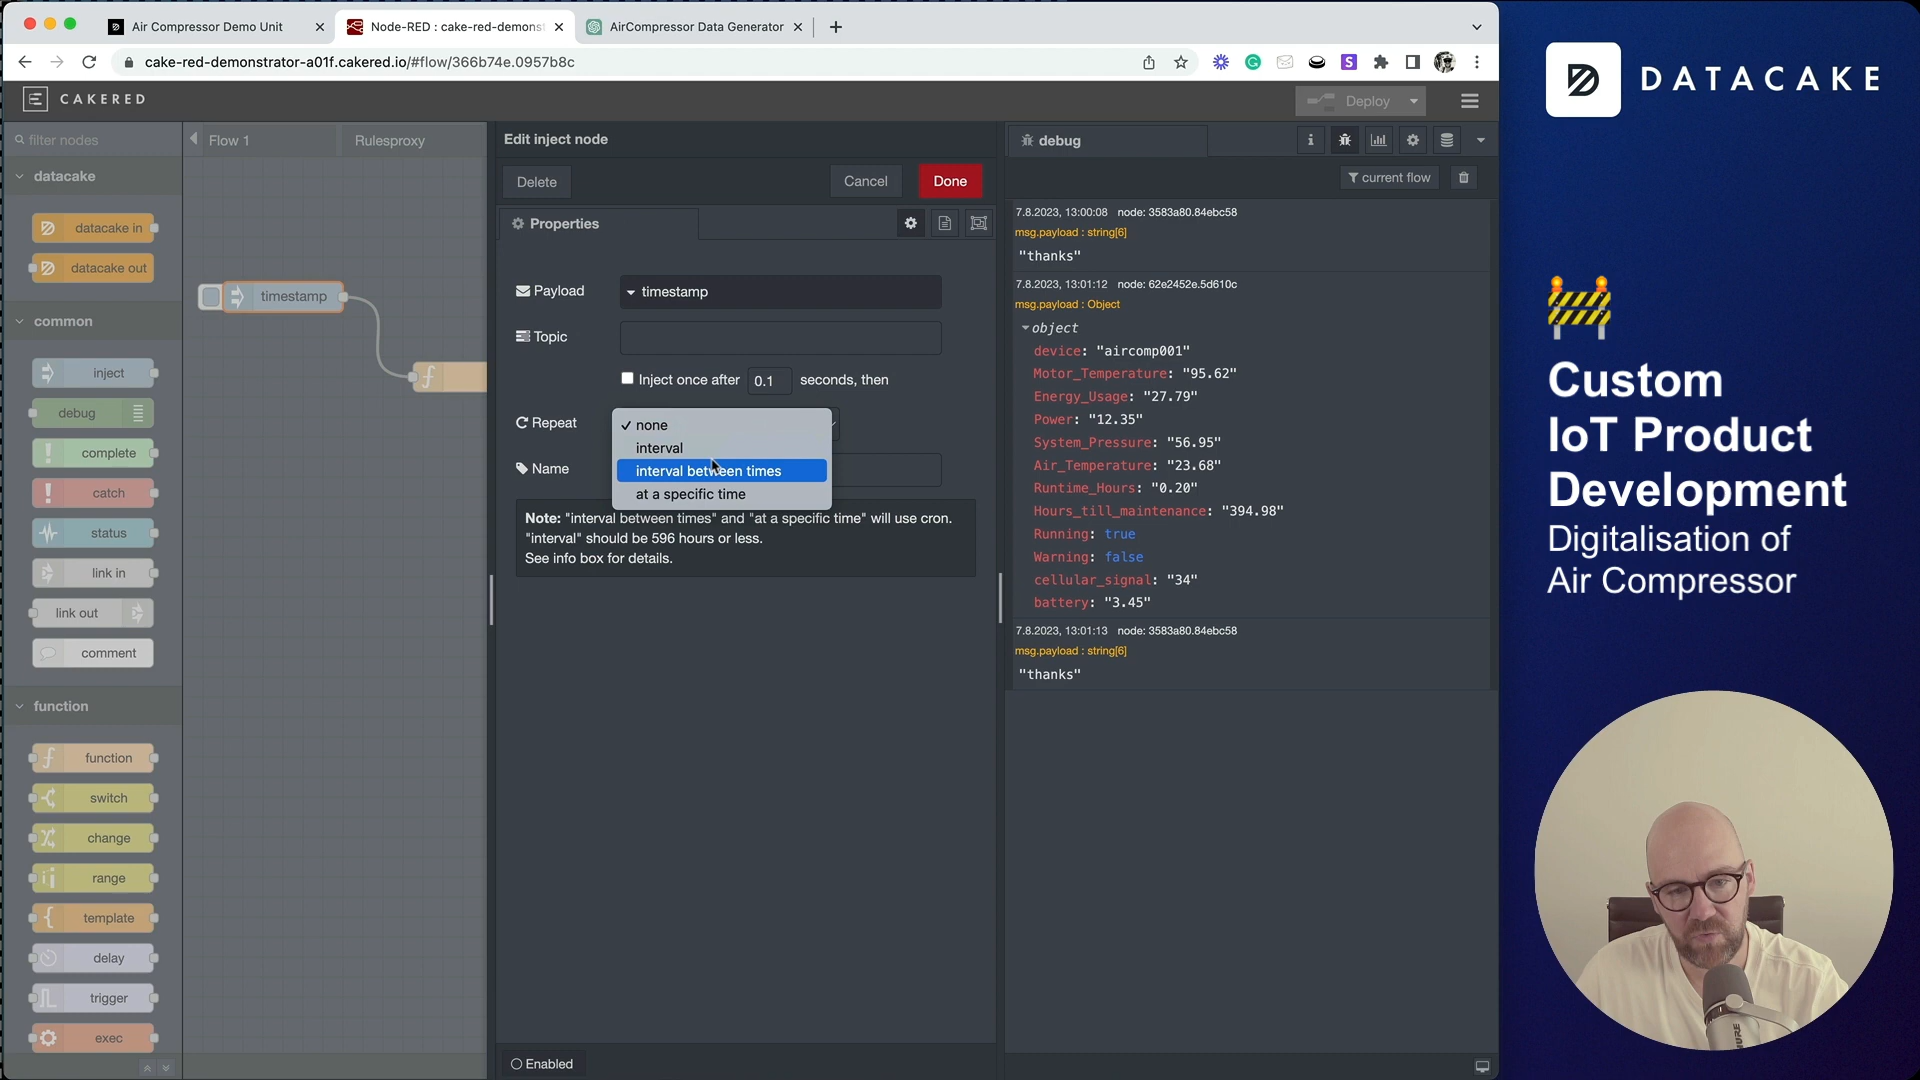 Air Compressor Demo Unit
Node-RED : cake-red-demonst
AirCompressor Data Generator
cake-red-demonstrator-a01f.cakered.io/#flow/366b74e.0957b8c
CAKERED
Deploy
filter nodes
datacake
datacake in
datacake out
common
inject
debug
complete
catch
status
link in
link out
comment
function
function
switch
change
range
template
delay
trigger
exec
Flow 1
Rulesproxy
timestamp
Edit inject node
Delete
Cancel
Done
Properties
Payload
timestamp
Topic
Inject once after 0.1 seconds, then
Repeat
✓ none
interval
interval between times
at a specific time
Name
Note: "interval between times" and "at a specific time" will use cron.
"interval" should be 596 hours or less.
See info box for details.
Enabled
debug
current flow
7.8.2023, 13:00:08 node: 3583a80.84ebc58
msg.payload : string[6]
"thanks"
7.8.2023, 13:01:12 node: 62e2452e.5d610c
msg.payload : Object
object
device: "aircomp001"
Motor_Temperature: "95.62"
Energy_Usage: "27.79"
Power: "12.35"
System_Pressure: "56.95"
Air_Temperature: "23.68"
Runtime_Hours: "0.20"
Hours_till_maintenance: "394.98"
Running: true
Warning: false
cellular_signal: "34"
battery: "3.45"
7.8.2023, 13:01:13 node: 3583a80.84ebc58
msg.payload : string[6]
"thanks"
DATACAKE
Custom
IoT Product
Development
Digitalisation of
Air Compressor